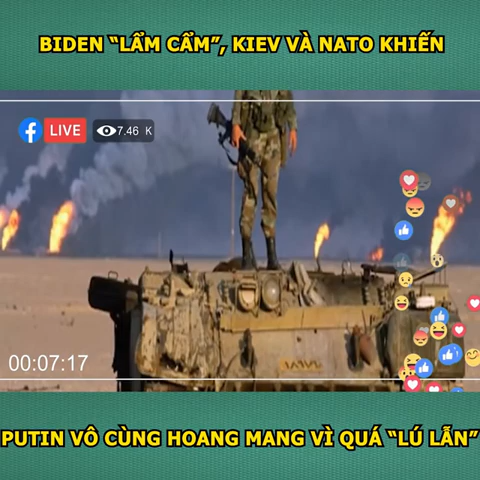 BIDEN “LẨM CẨM”, KIEV VÀ NATO KHIẾN
LIVE 7.46 K
00:07:17
PUTIN VÔ CÙNG HOANG MANG VÌ QUÁ “LÚ LẪN”